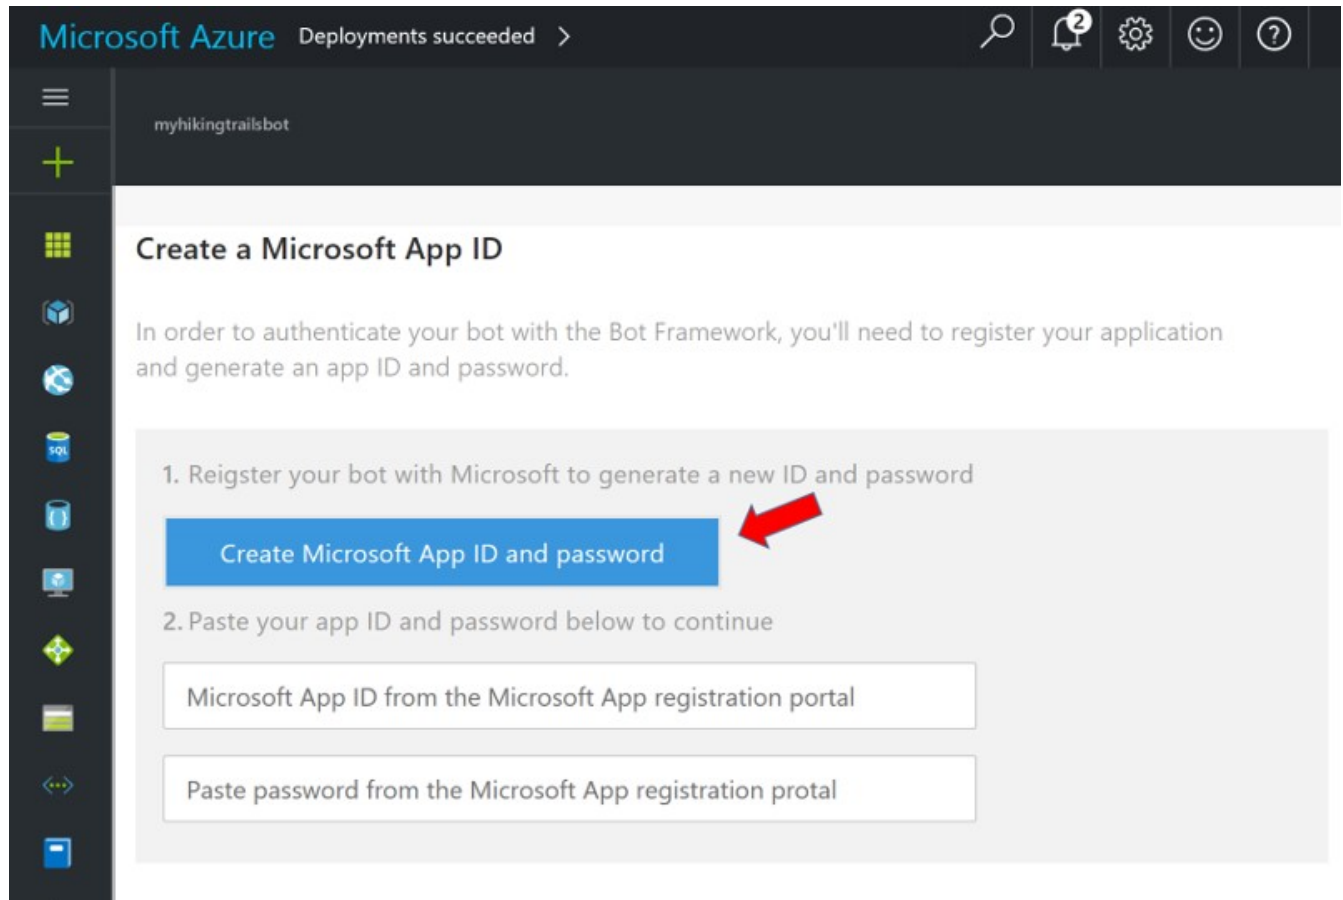 Microsoft Azure Deployments succeeded >
2
?
myhikingtrailsbot
Create a Microsoft App ID
In order to authenticate your bot with the Bot Framework, you'll need to register your application
and generate an app ID and password.
SQL
1. Reigster your bot with Microsoft to generate a new ID and password
Create Microsoft App ID and password
2. Paste your app ID and password below to continue
Microsoft App ID from the Microsoft App registration portal
Paste password from the Microsoft App registration protal